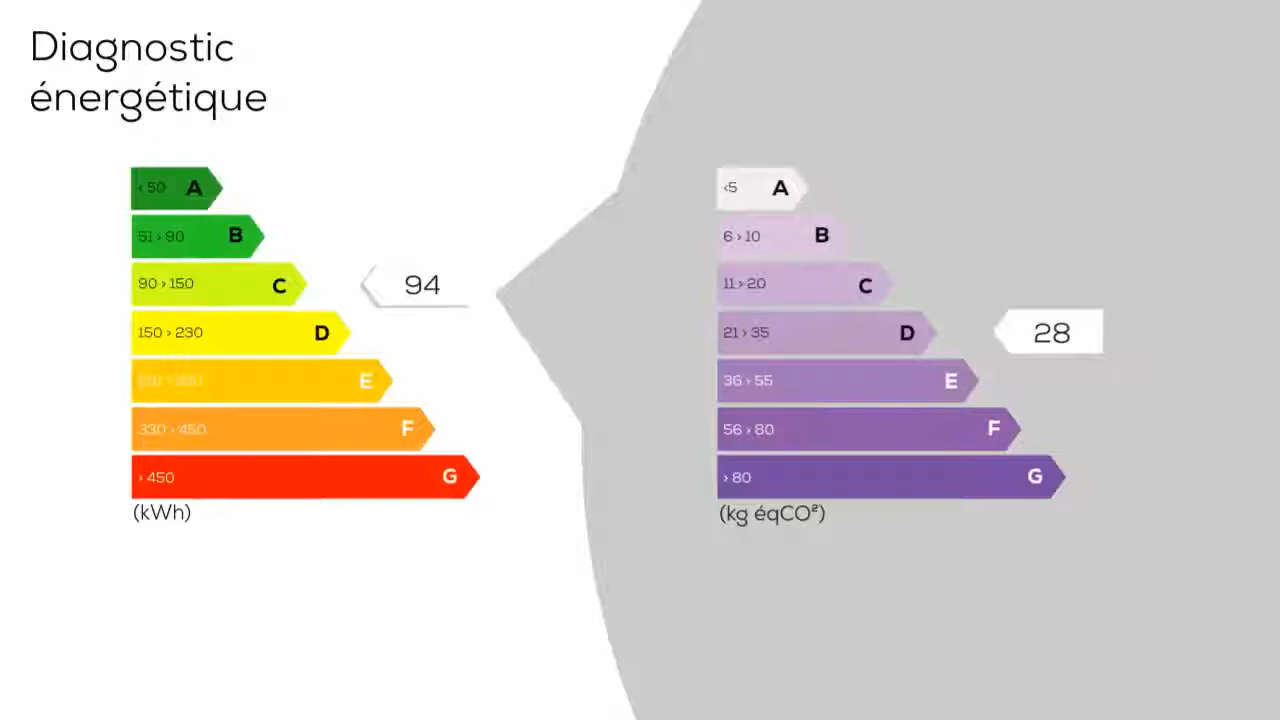 Diagnostic
énergétique
< 50 A
51 > 90 B
90 > 150 C
94
150 > 230 D
E
330 > 450 F
> 450 G
(kWh)
<5 A
6 > 10 B
11 > 20 C
21 > 35 D
28
36 > 55 E
56 > 80 F
> 80 G
(kg éqCO²)